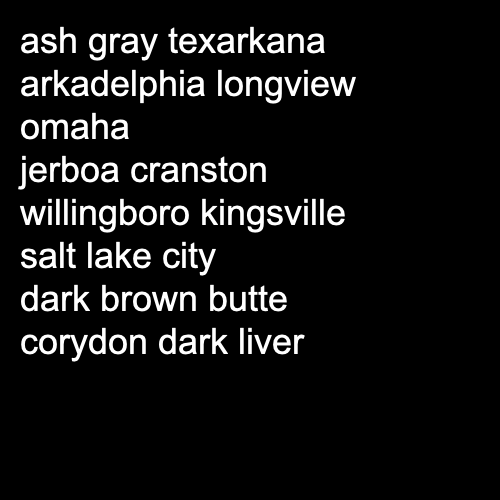 ash gray texarkana
arkadelphia longview
omaha
jerboa cranston
willingboro kingsville
salt lake city
dark brown butte
corydon dark liver